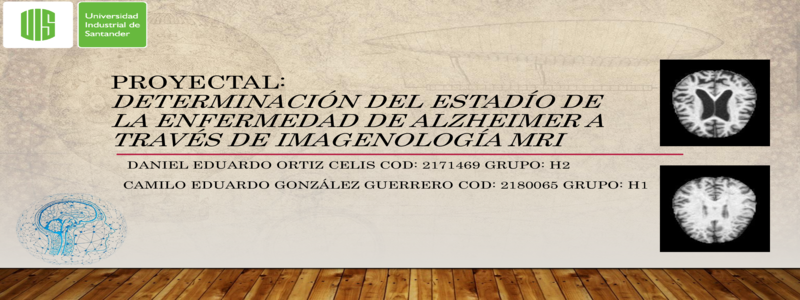 UIS
Universidad
Industrial de
Santander
PROYECTAL:
DETERMINACIÓN DEL ESTADÍO DE
LA ENFERMEDAD DE ALZHEIMER A
TRAVÉS DE IMAGENOLOGÍA MRI
DANIEL EDUARDO ORTIZ CELIS COD: 2171469 GRUPO: H2
CAMILO EDUARDO GONZÁLEZ GUERRERO COD: 2180065 GRUPO: H1